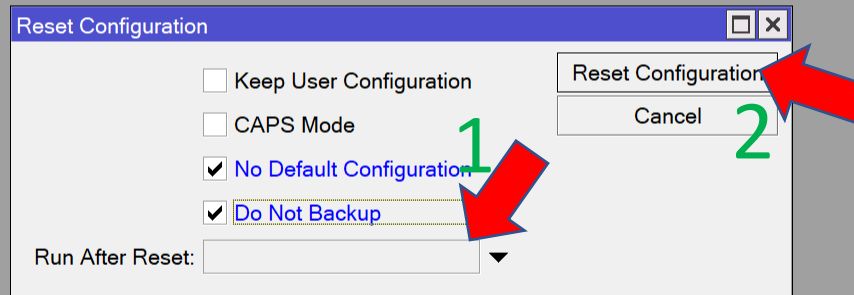 Reset Configuration
Keep User Configuration
Reset Configuration
CAPS Mode
Cancel
1
2
No Default Configuration
Do Not Backup
Run After Reset: